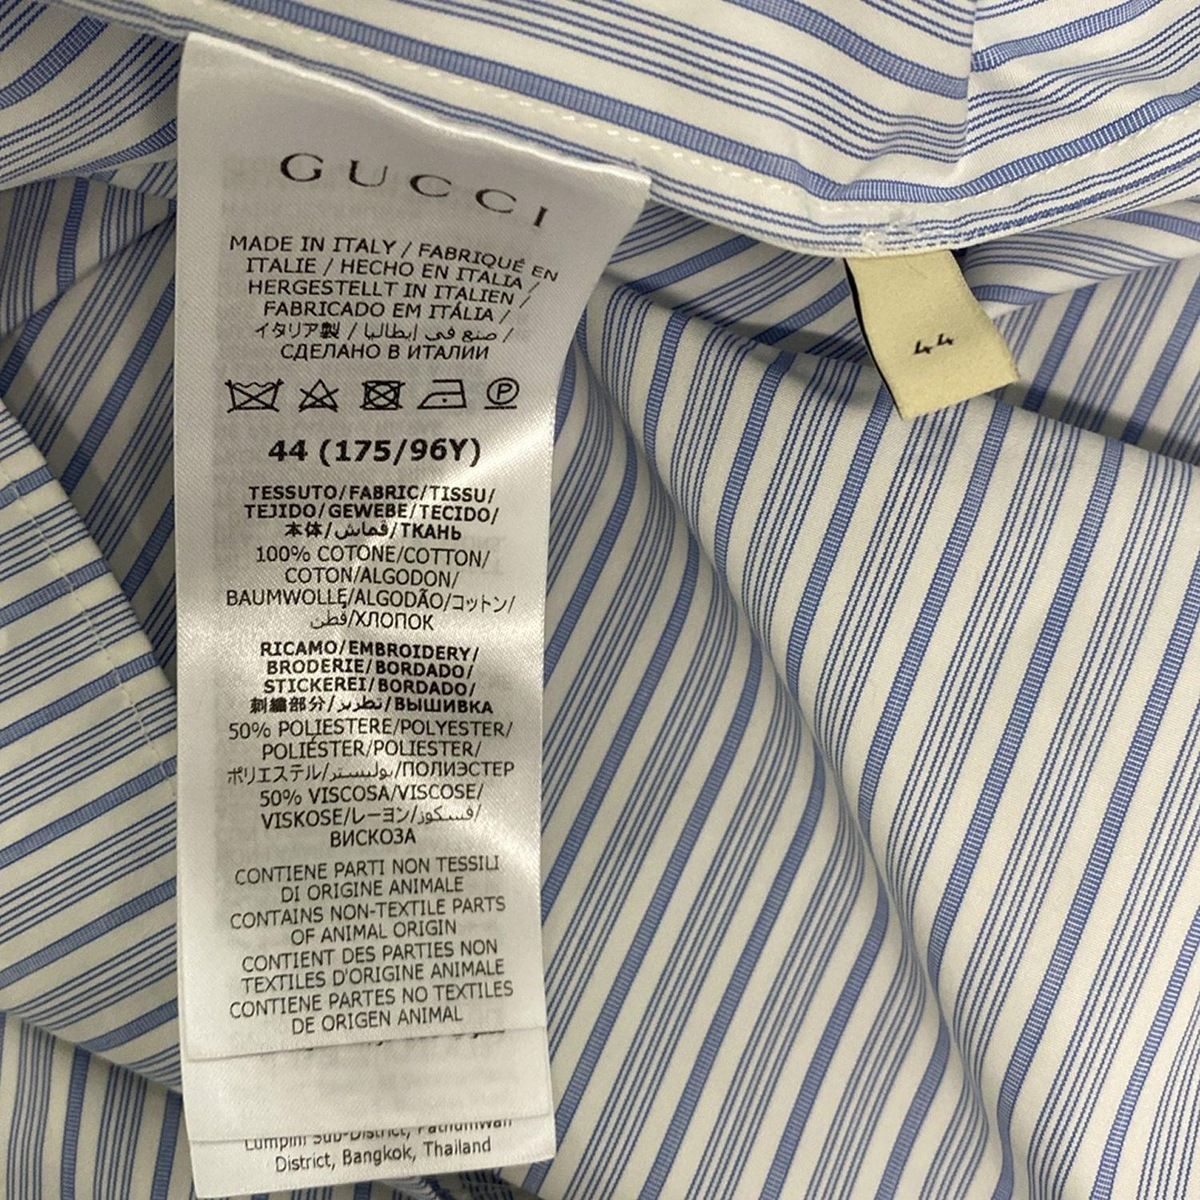 GUCCI
MADE IN ITALY / FABRIQUÉ EN
ITALIE / HECHO EN ITALIA /
HERGESTELLT IN ITALIEN /
FABRICADO EM ITÁLIA /
イタリア製 / صنع في إيطاليا /
СДЕЛАНО В ИТАЛИИ
44 (175/96Y)
TESSUTO/FABRIC/TISSU/
TEJIDO/GEWEBE/TECIDO/
本体/قماش/ТКАНЬ
100% COTONE/COTTON/
COTON/ALGODON/
BAUMWOLLE/ALGODÃO/コットン/
قطن/ХЛОПОК
RICAMO/EMBROIDERY/
BRODERIE/BORDADO/
STICKEREI/BORDADO/
刺繍部分/تطريز/ВЫШИВКА
50% POLIESTERE/POLYESTER/
POLIÉSTER/POLIESTER/
ポリエステル/بوليستر/ПОЛИЭСТЕР
50% VISCOSA/VISCOSE/
VISKOSE/レーヨン/فسكوز/
ВИСКОЗА
CONTIENE PARTI NON TESSILI
DI ORIGINE ANIMALE
CONTAINS NON-TEXTILE PARTS
OF ANIMAL ORIGIN
CONTIENT DES PARTIES NON
TEXTILES D'ORIGINE ANIMALE
CONTIENE PARTES NO TEXTILES
DE ORIGEN ANIMAL
Lumpini Sub-District, Pathumwan
District, Bangkok, Thailand
44